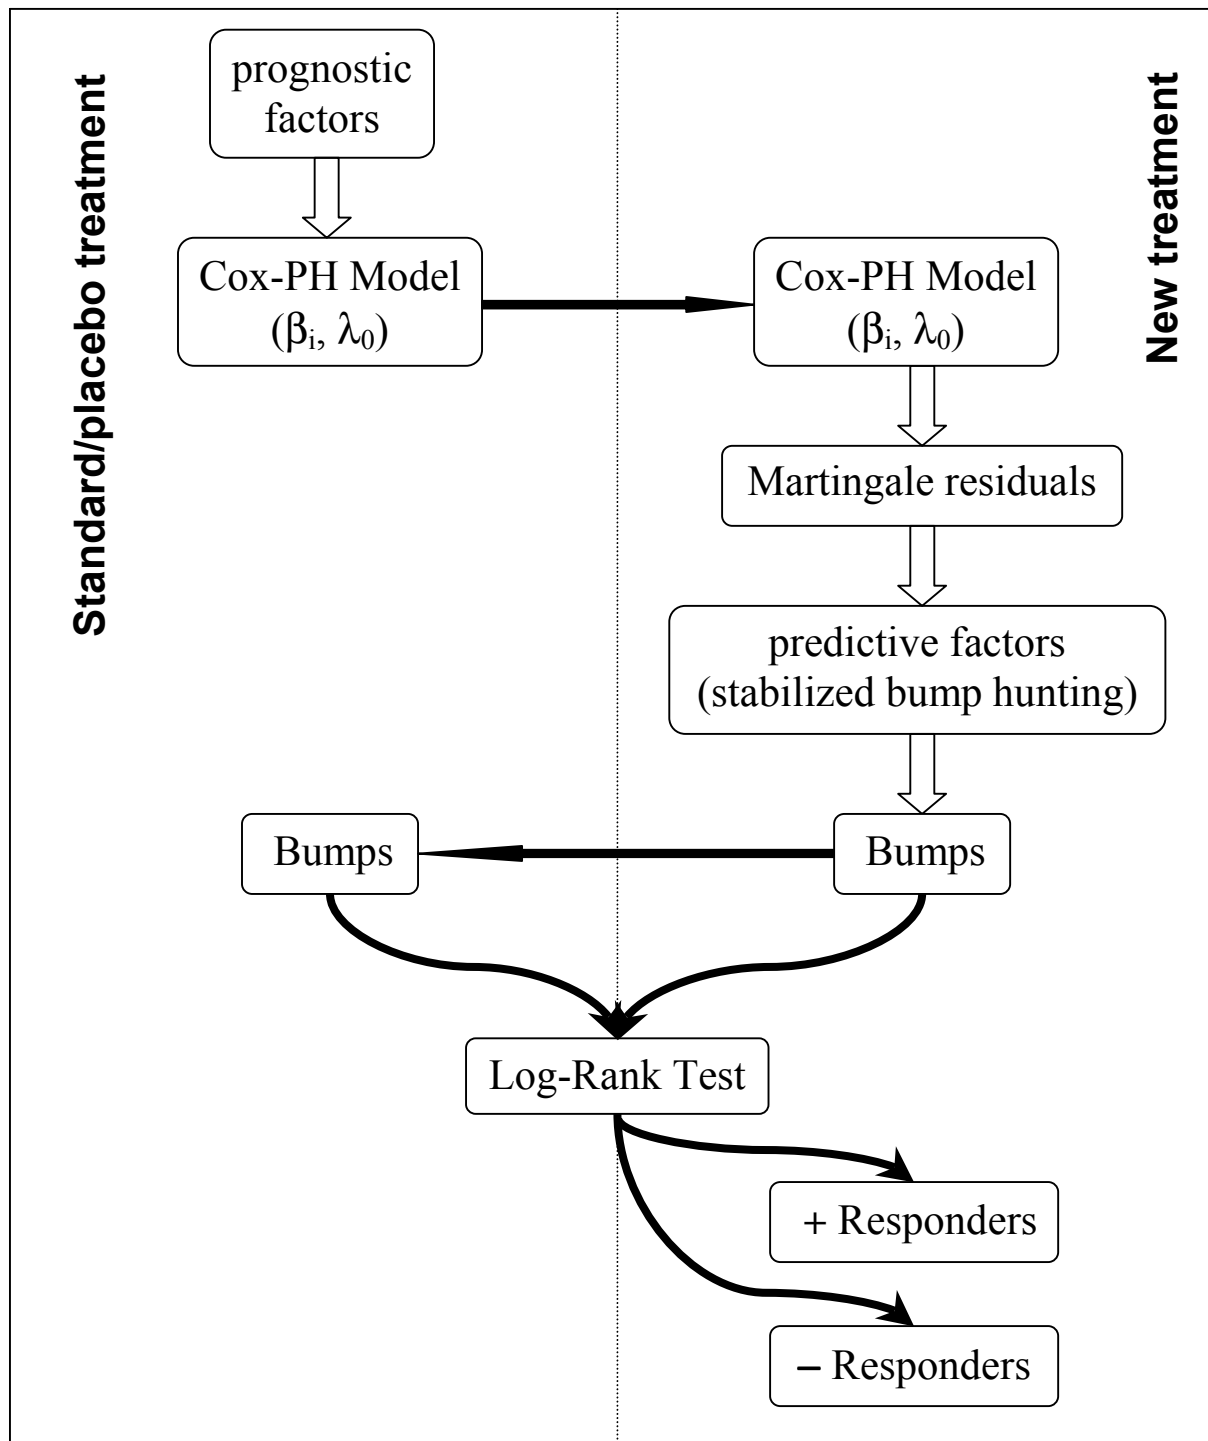 Standard/placebo treatment
New treatment
prognostic
factors
Cox-PH Model
(βi, λ0)
Cox-PH Model
(βi, λ0)
Martingale residuals
predictive factors
(stabilized bump hunting)
Bumps
Bumps
Log-Rank Test
+ Responders
– Responders